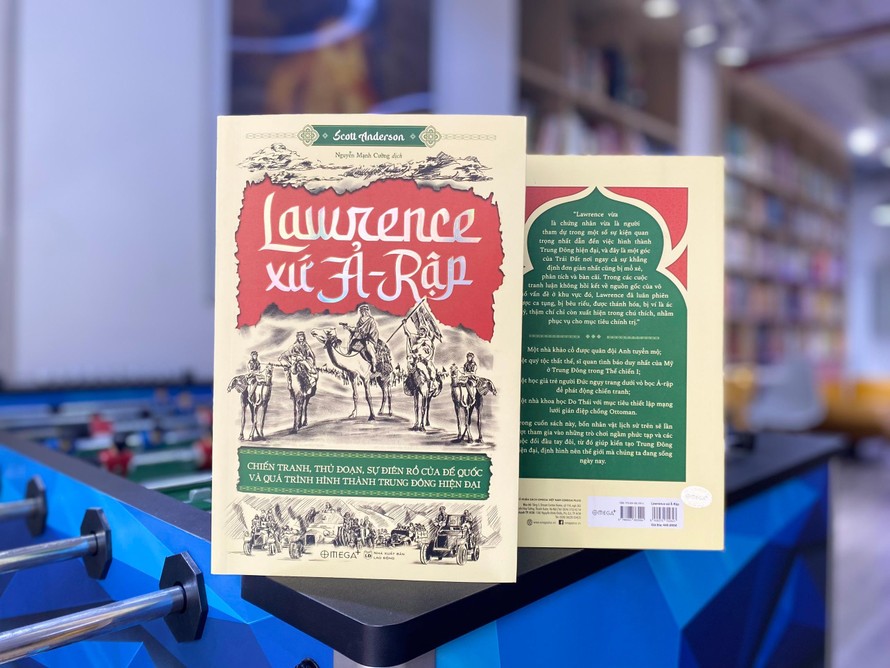 Scott Anderson
Nguyễn Mạnh Cường dịch
Lawrence
xứ Ả-Rập
CHIẾN TRANH, THỦ ĐOẠN, SỰ ĐIÊN RỒ CỦA ĐẾ QUỐC
VÀ QUÁ TRÌNH HÌNH THÀNH TRUNG ĐÔNG HIỆN ĐẠI
OMEGA+
NHÀ XUẤT BẢN
LAO ĐỘNG
“Lawrence vừa
là chứng nhân vừa là người
tham dự trong một số sự kiện quan
trọng nhất dẫn đến việc hình thành
Trung Đông hiện đại, và đây là một góc
của Trái Đất nơi ngay cả sự khẳng
định đơn giản nhất cũng bị mổ xẻ,
phân tích và bàn cãi. Trong các cuộc
tranh luận không hồi kết về nguồn gốc của vô
số vấn đề ở khu vực đó, Lawrence đã luân phiên
được ca tụng, bị bêu riếu, được thánh hóa, bị ví là ác
quỷ, thậm chí chỉ còn xuất hiện trong chú thích, nhằm
phục vụ cho mục tiêu chính trị.”
Một nhà khảo cổ được quân đội Anh tuyển mộ;
quý tộc thất thế, sĩ quan tình báo duy nhất của Mỹ
ở Trung Đông trong Thế chiến I;
học giả trẻ người Đức ngụy trang dưới vỏ bọc Ả-rập
để phát động chiến tranh;
nhà khoa học Do Thái với mục tiêu thiết lập mạng
lưới gián điệp chống Ottoman.
Trong cuốn sách này, bốn nhân vật lịch sử trên sẽ lần
lượt tham gia vào những trò chơi ngầm phức tạp và các
cuộc đối đầu tay đôi, từ đó giúp kiến tạo Trung Đông
hiện đại, định hình nên thế giới mà chúng ta đang sống
ngày nay.
OMEGA+
Lawrence xứ Ả Rập